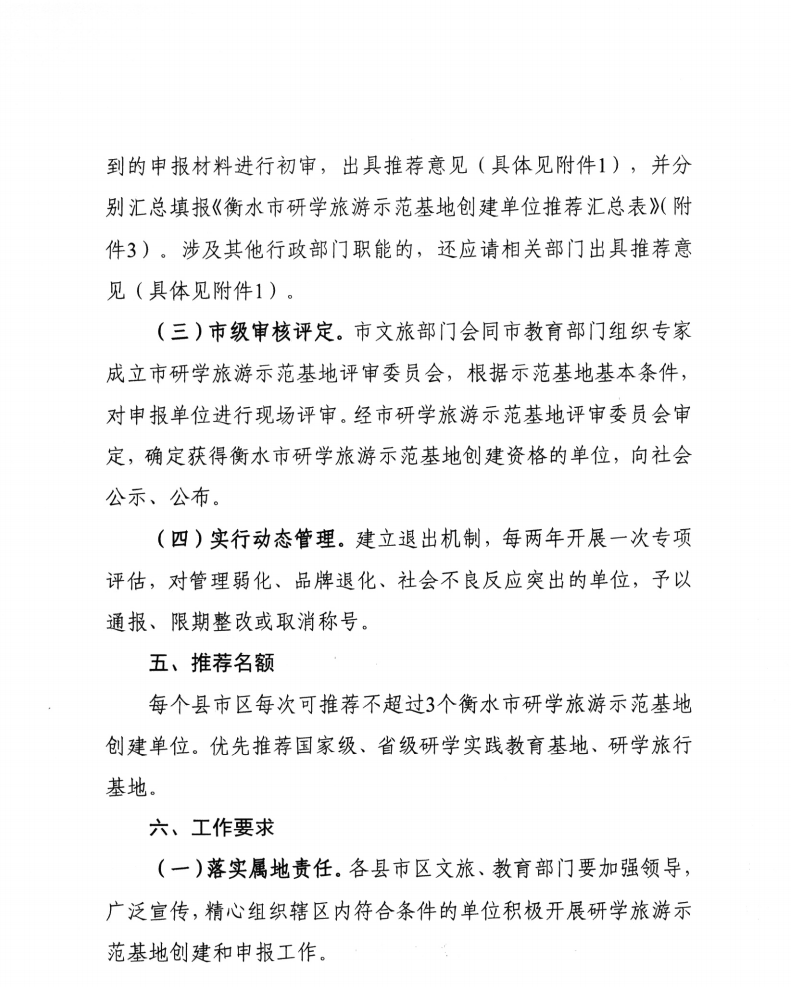 到的申报材料进行初审，出具推荐意见（具体见附件1），并分
别汇总填报《衡水市研学旅游示范基地创建单位推荐汇总表》（附
件3）。涉及其他行政部门职能的，还应请相关部门出具推荐意
见（具体见附件1）。
（三）市级审核评定。市文旅部门会同市教育部门组织专家
成立市研学旅游示范基地评审委员会，根据示范基地基本条件，
对申报单位进行现场评审。经市研学旅游示范基地评审委员会审
定，确定获得衡水市研学旅游示范基地创建资格的单位，向社会
公示、公布。
（四）实行动态管理。建立退出机制，每两年开展一次专项
评估，对管理弱化、品牌退化、社会不良反应突出的单位，予以
通报、限期整改或取消称号。
五、推荐名额
每个县市区每次可推荐不超过3个衡水市研学旅游示范基地
创建单位。优先推荐国家级、省级研学实践教育基地、研学旅行
基地。
六、工作要求
（一）落实属地责任。各县市区文旅、教育部门要加强领导，
广泛宣传，精心组织辖区内符合条件的单位积极开展研学旅游示
范基地创建和申报工作。